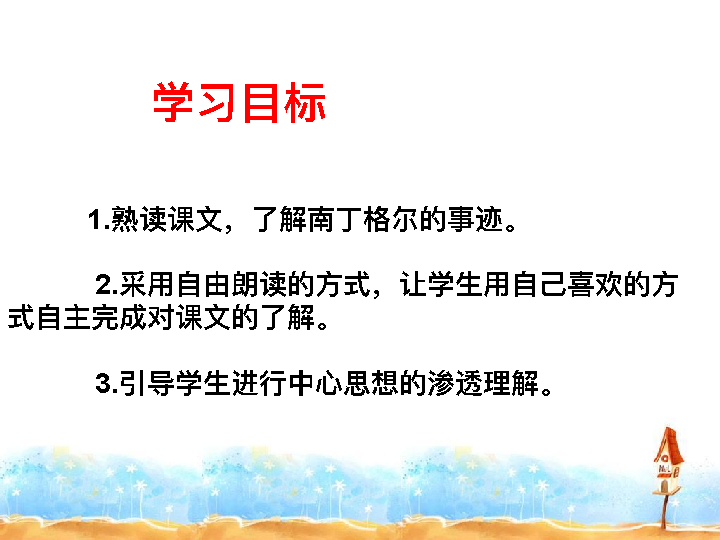 学习目标
1.熟读课文，了解南丁格尔的事迹。
2.采用自由朗读的方式，让学生用自己喜欢的方
式自主完成对课文的了解。
3.引导学生进行中心思想的渗透理解。